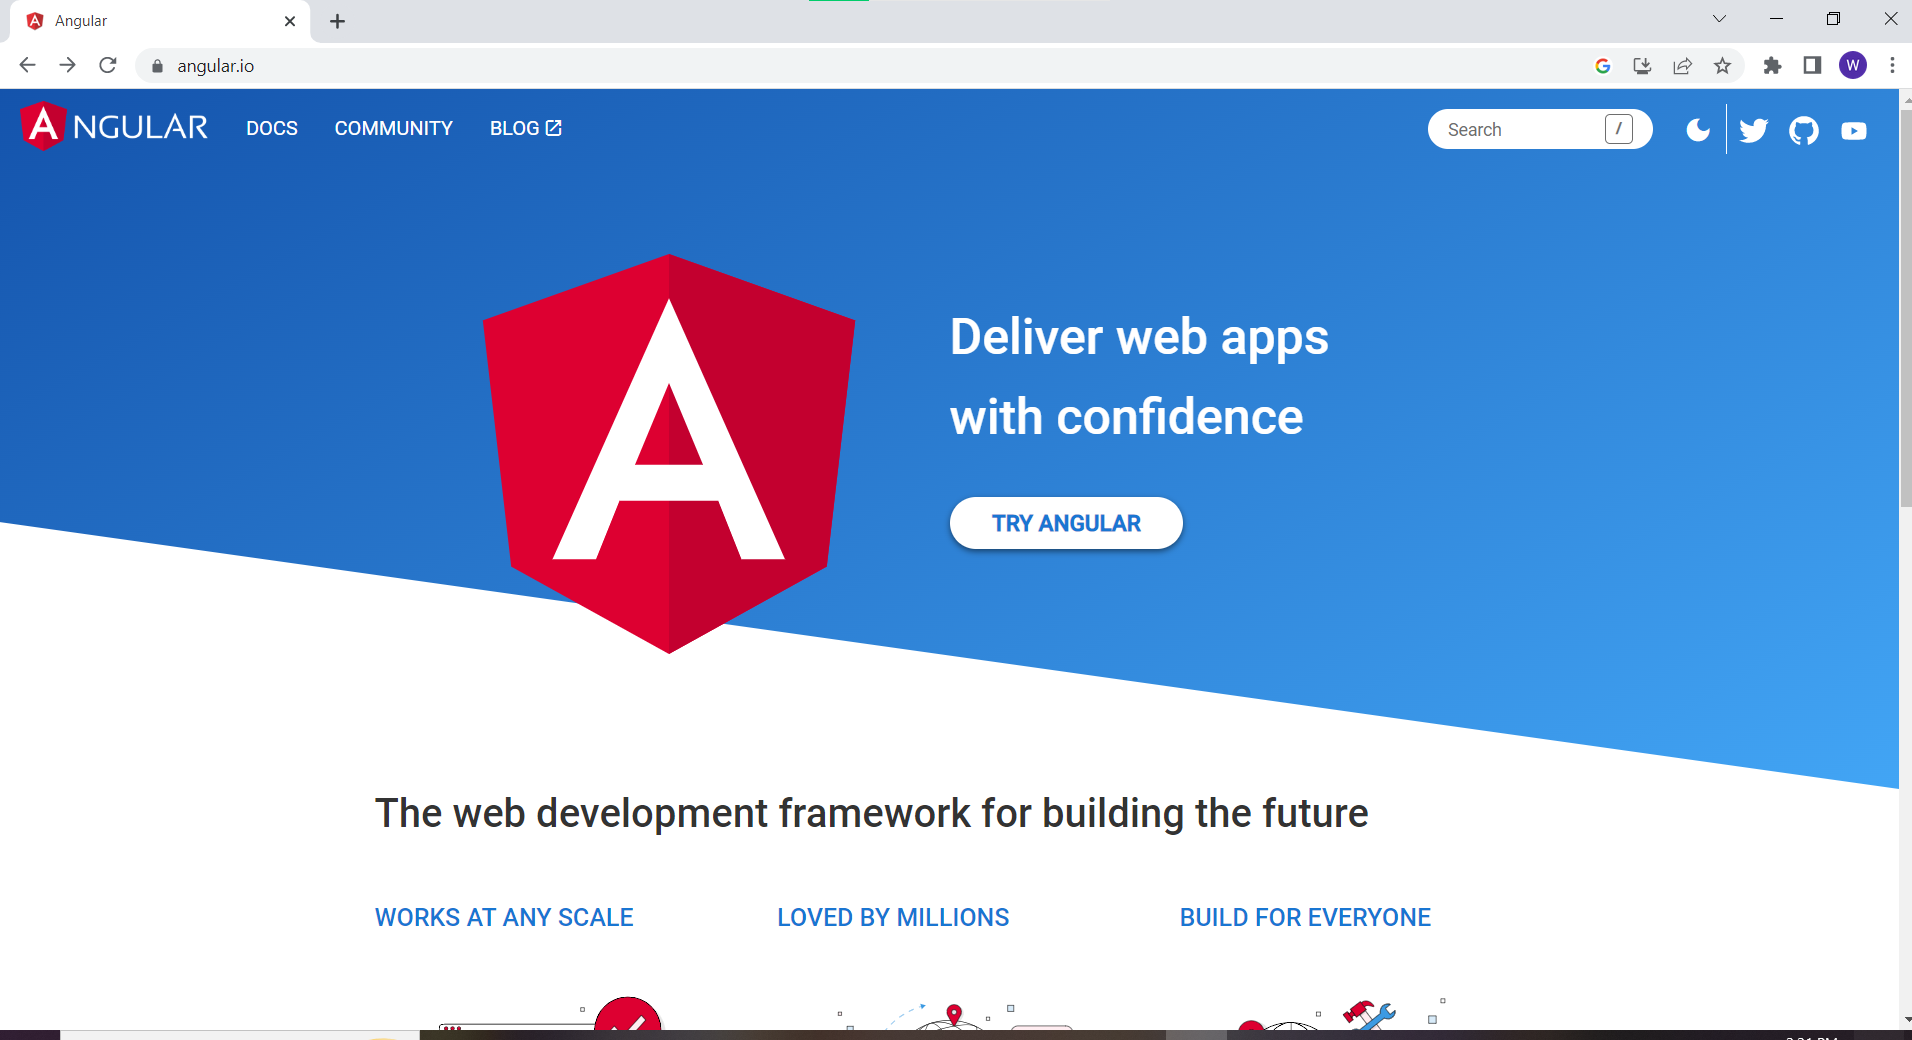 Angular
angular.io
W
ANGULAR
DOCS
COMMUNITY
BLOG
Search
/
Deliver web apps
with confidence
TRY ANGULAR
The web development framework for building the future
WORKS AT ANY SCALE
LOVED BY MILLIONS
BUILD FOR EVERYONE